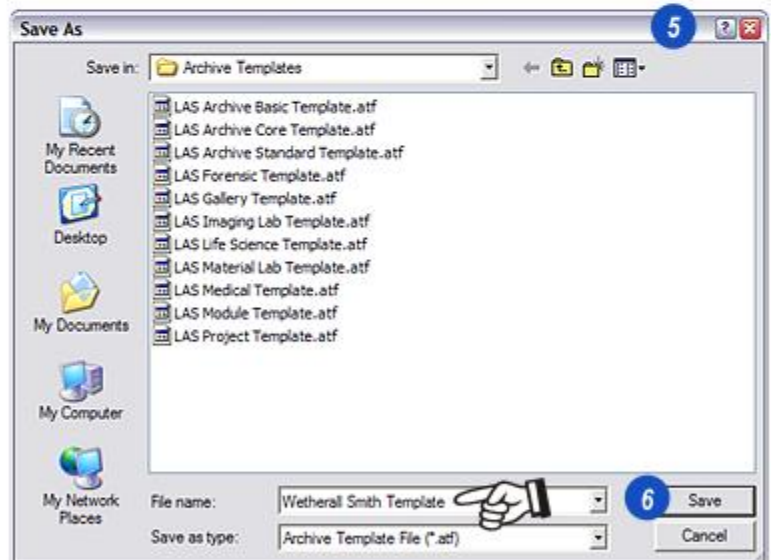 Save As
5
?
Save in:
Archive Templates
My Recent
Documents
Desktop
My Documents
My Computer
My Network
Places
LAS Archive Basic Template.atf
LAS Archive Core Template.atf
LAS Archive Standard Template.atf
LAS Forensic Template.atf
LAS Gallery Template.atf
LAS Imaging Lab Template.atf
LAS Life Science Template.atf
LAS Material Lab Template.atf
LAS Medical Template.atf
LAS Module Template.atf
LAS Project Template.atf
File name:
Wetherall Smith Template
6
Save
Save as type:
Archive Template File (*.atf)
Cancel